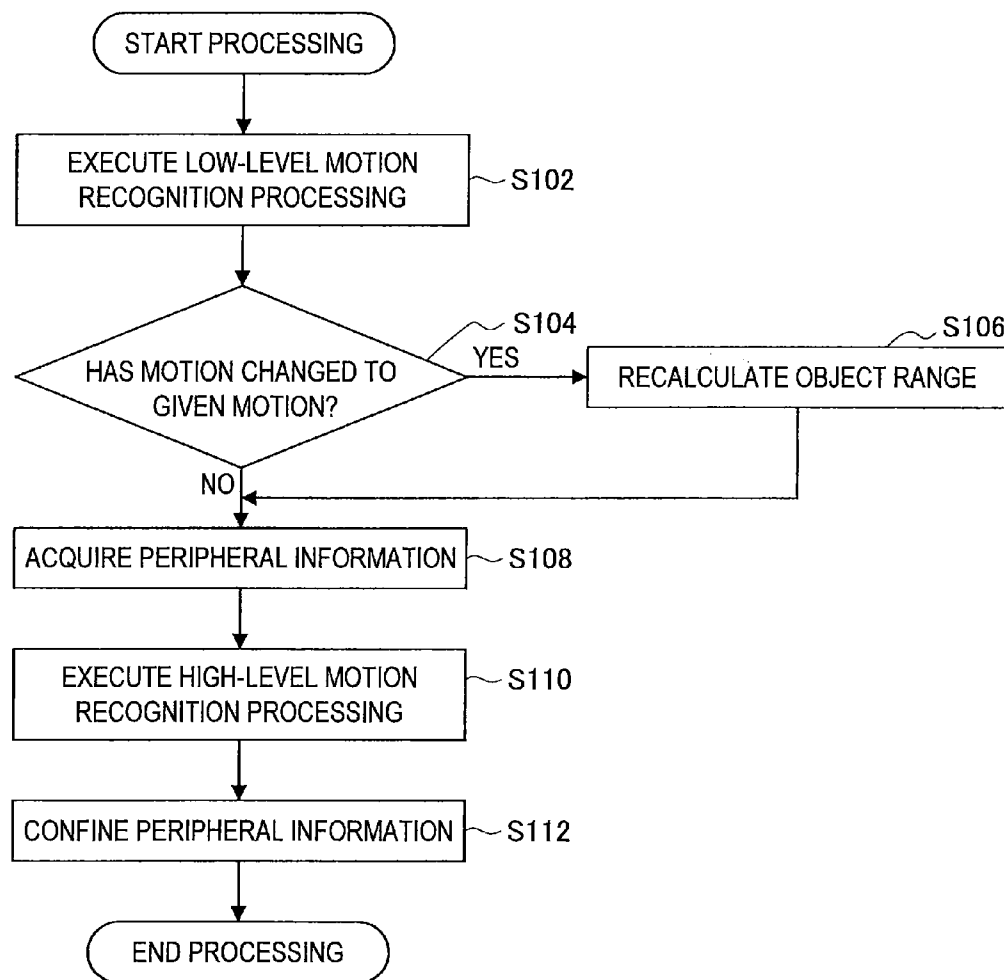 START PROCESSING
EXECUTE LOW-LEVEL MOTION
RECOGNITION PROCESSING
S102
S104
HAS MOTION CHANGED TO
GIVEN MOTION?
YES
S106
RECALCULATE OBJECT RANGE
NO
ACQUIRE PERIPHERAL INFORMATION
S108
EXECUTE HIGH-LEVEL MOTION
RECOGNITION PROCESSING
S110
CONFINE PERIPHERAL INFORMATION
S112
END PROCESSING